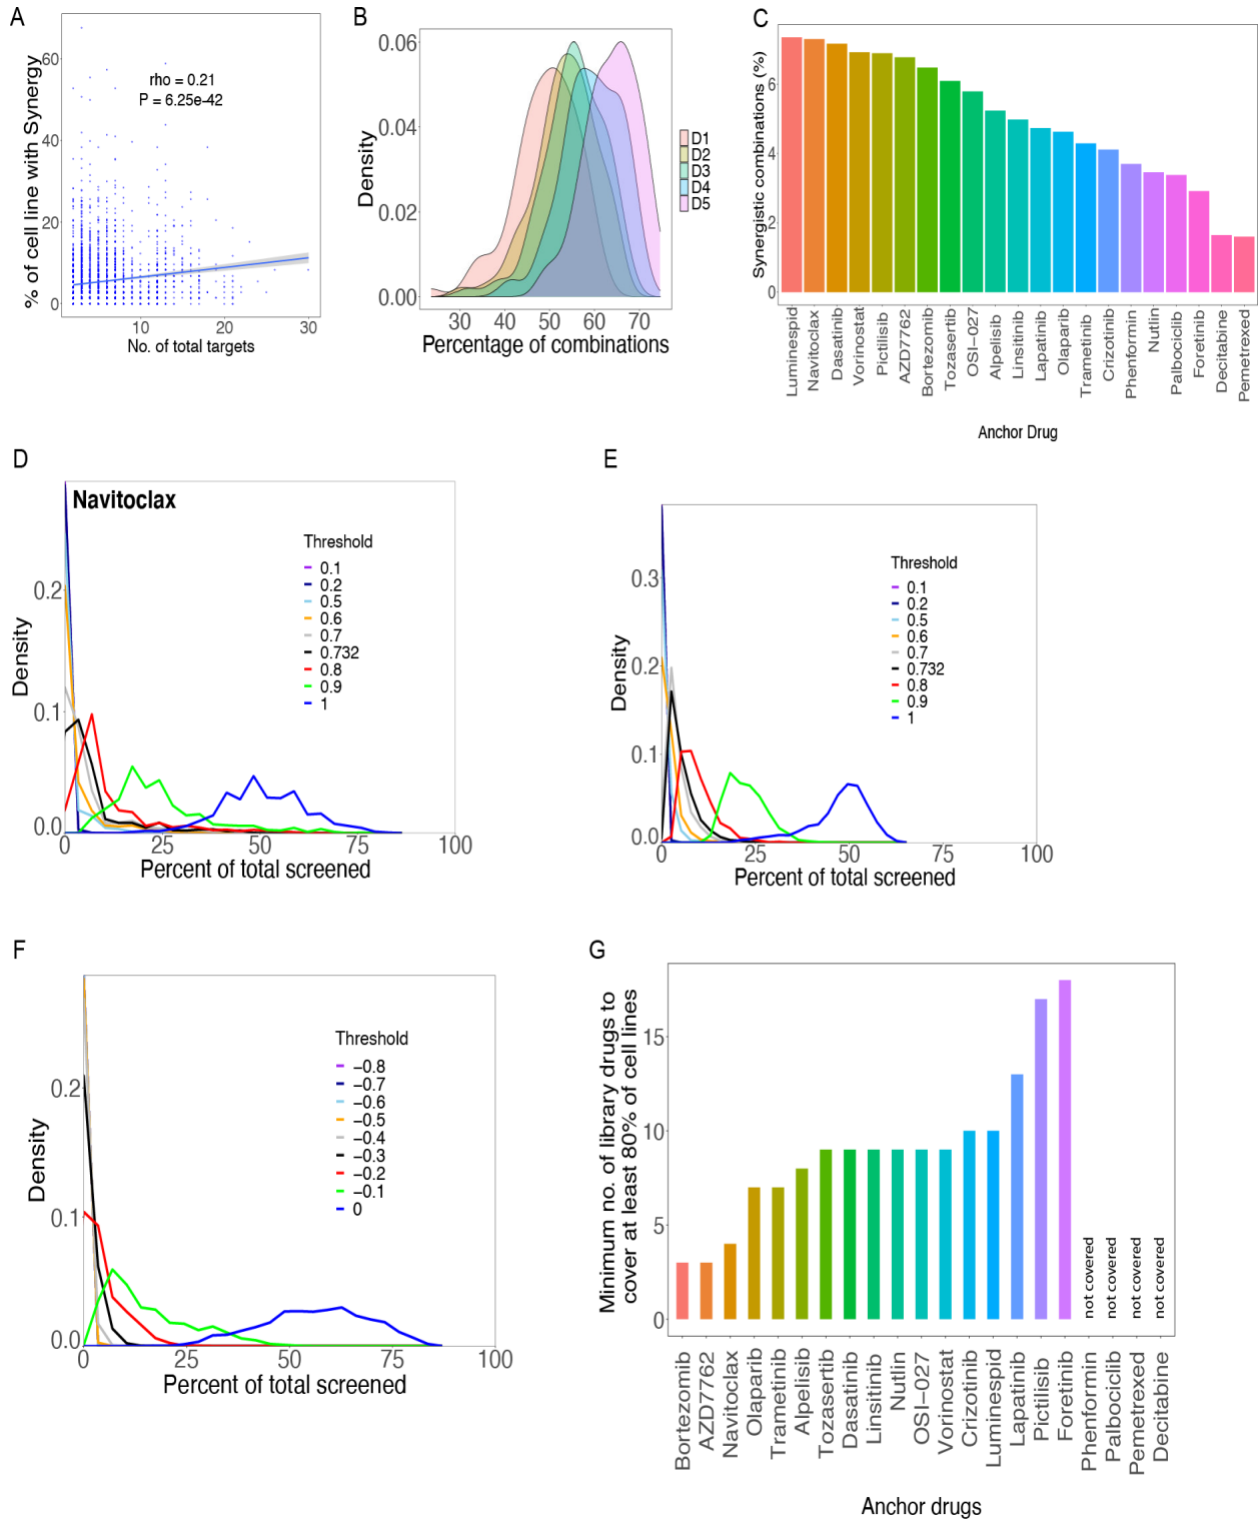 A
% of cell line with Synergy
60
40
20
0
rho = 0.21
P = 6.25e-42
10
20
30
No. of total targets
B
Density
0.06
0.04
0.02
0.00
30
40
50
60
70
Percentage of combinations
D1
D2
D3
D4
D5
C
Synergistic combinations (%)
6
4
2
0
Luminespid
Navitoclax
Dasatinib
Vorinostat
Pictilisib
AZD7762
Bortezomib
Tozasertib
OSI-027
Alpelisib
Linsitinib
Lapatinib
Olaparib
Trametinib
Crizotinib
Phenformin
Nutlin
Palbociclib
Foretinib
Decitabine
Pemetrexed
Anchor Drug
D
Navitoclax
Density
0.2
0.1
0.0
0
25
50
75
100
Percent of total screened
Threshold
0.1
0.2
0.5
0.6
0.7
0.732
0.8
0.9
1
E
Density
0.3
0.2
0.1
0.0
0
25
50
75
100
Percent of total screened
Threshold
0.1
0.2
0.5
0.6
0.7
0.732
0.8
0.9
1
F
Density
0.2
0.1
0.0
0
25
50
75
100
Percent of total screened
Threshold
−0.8
−0.7
−0.6
−0.5
−0.4
−0.3
−0.2
−0.1
0
G
Minimum no. of library drugs to
cover at least 80% of cell lines
15
10
5
0
not covered
not covered
not covered
not covered
Bortezomib
AZD7762
Navitoclax
Olaparib
Trametinib
Alpelisib
Tozasertib
Dasatinib
Linsitinib
Nutlin
OSI−027
Vorinostat
Crizotinib
Luminespid
Lapatinib
Pictilisib
Foretinib
Phenformin
Palbociclib
Pemetrexed
Decitabine
Anchor drugs